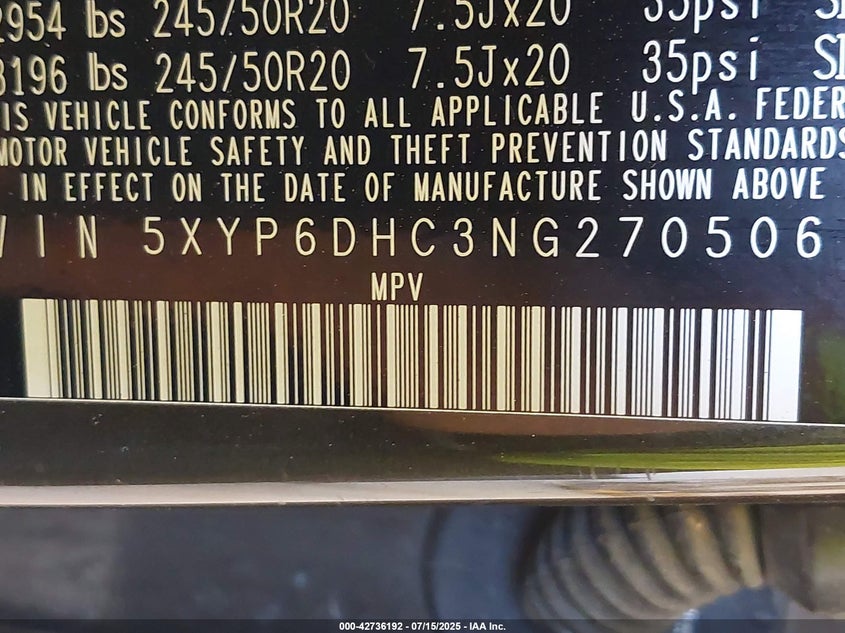 2954 lbs 245/50R20 7.5Jx20 35psi
3196 lbs 245/50R20 7.5Jx20 35psi
VEHICLE CONFORMS TO ALL APPLICABLE U.S.A. FEDER
MOTOR VEHICLE SAFETY AND THEFT PREVENTION STANDARDS
IN EFFECT ON THE DATE OF MANUFACTURE SHOWN ABOVE
VIN 5XYP6DHC3NG270506
MPV
000-42736192 - 07/15/2025 - IAA Inc.